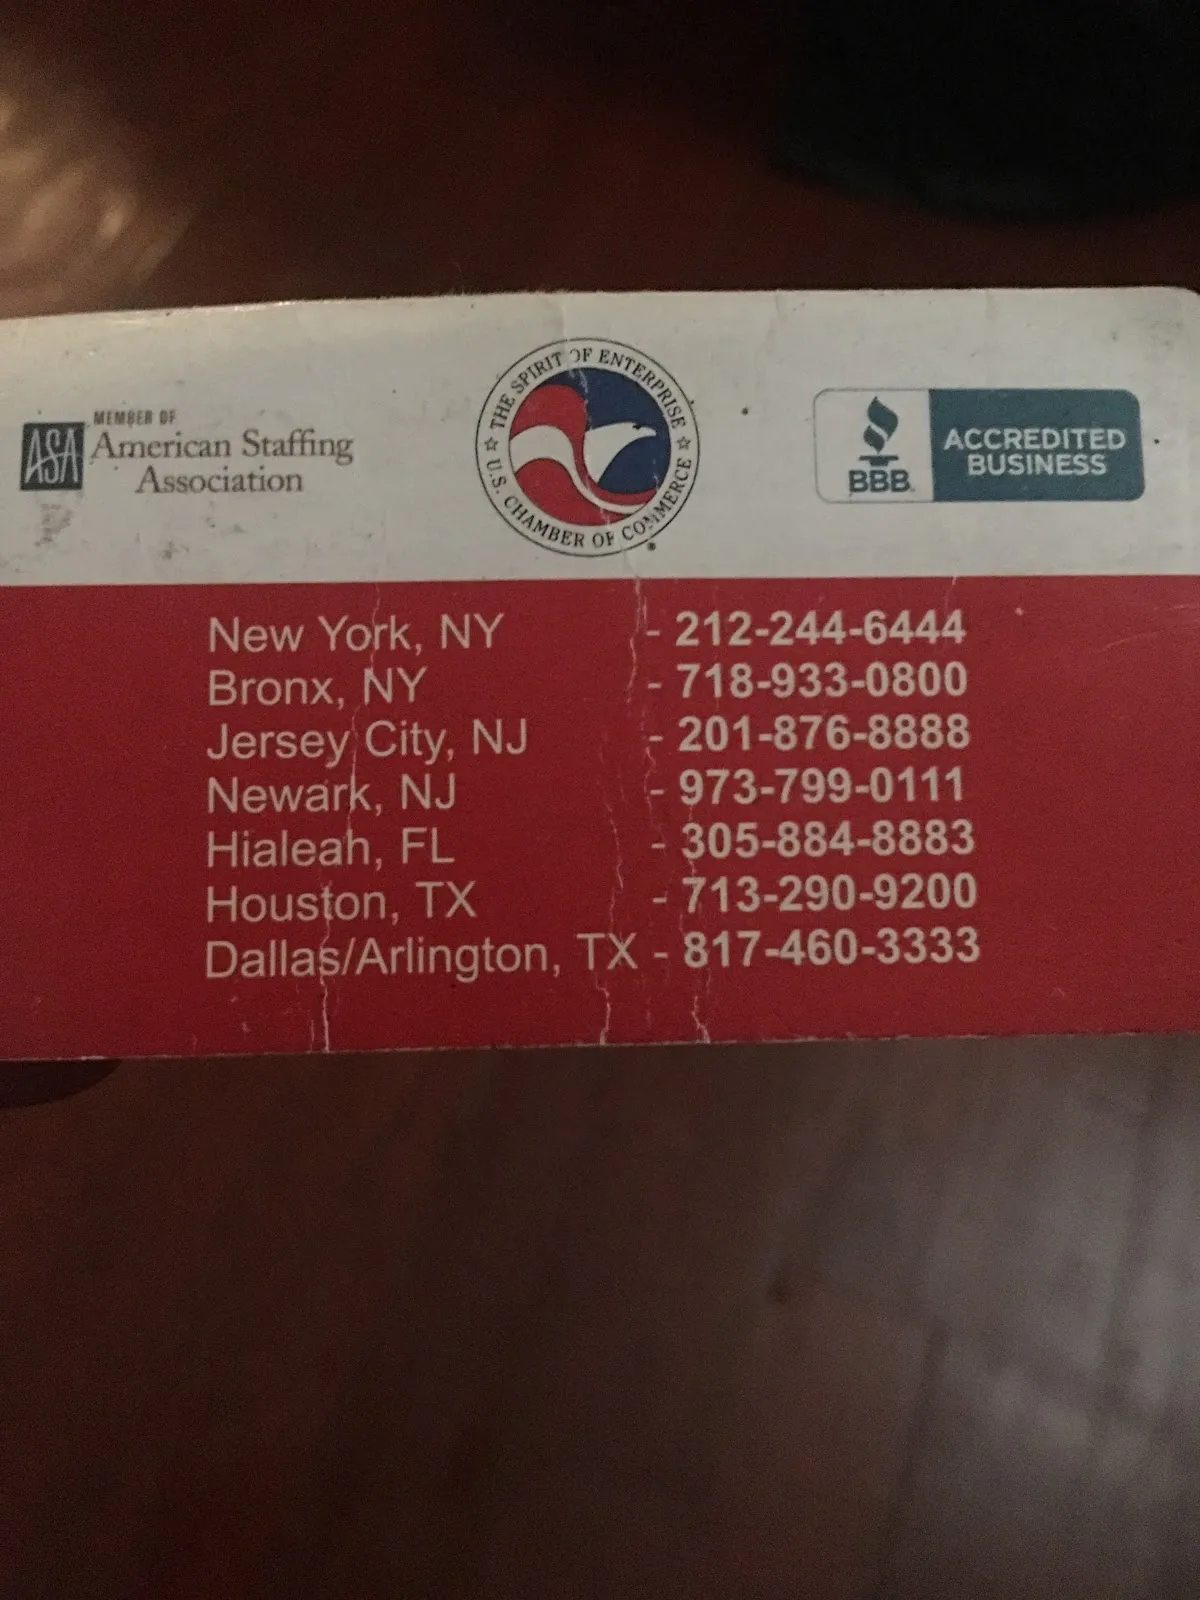 MEMBER OF
ASA American Staffing
Association
THE SPIRIT OF ENTERPRISE
U.S. CHAMBER OF COMMERCE
BBB.
ACCREDITED
BUSINESS
New York, NY - 212-244-6444
Bronx, NY - 718-933-0800
Jersey City, NJ - 201-876-8888
Newark, NJ - 973-799-0111
Hialeah, FL - 305-884-8883
Houston, TX - 713-290-9200
Dallas/Arlington, TX - 817-460-3333